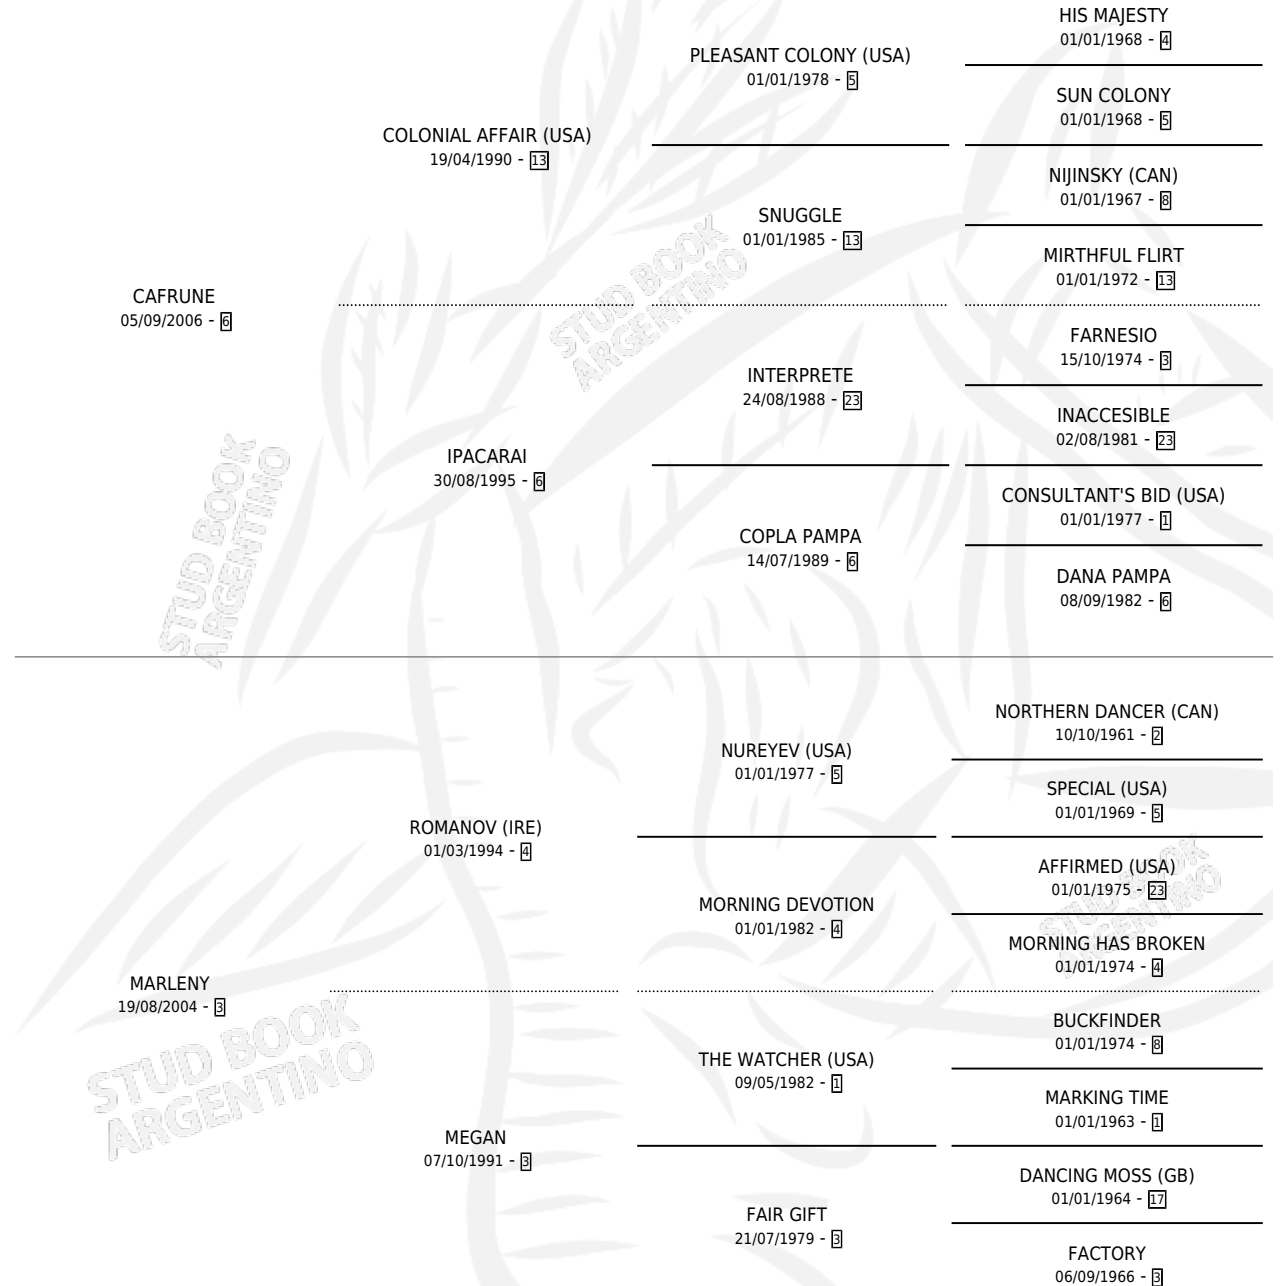 HIS MAJESTY
01/01/1968 - 4
PLEASANT COLONY (USA)
01/01/1978 - 5
SUN COLONY
01/01/1968 - 5
COLONIAL AFFAIR (USA)
19/04/1990 - 13
NIJINSKY (CAN)
01/01/1967 - 8
SNUGGLE
01/01/1985 - 13
MIRTHFUL FLIRT
01/01/1972 - 13
CAFRUNE
05/09/2006 - 6
FARNESIO
15/10/1974 - 3
INTERPRETE
24/08/1988 - 23
INACCESIBLE
02/08/1981 - 23
IPACARAI
30/08/1995 - 6
CONSULTANT'S BID (USA)
01/01/1977 - 1
COPLA PAMPA
14/07/1989 - 6
DANA PAMPA
08/09/1982 - 6
STUD BOOK
ARGENTINO
STUD BOOK
ARGENTINO
NORTHERN DANCER (CAN)
10/10/1961 - 2
NUREYEV (USA)
01/01/1977 - 5
SPECIAL (USA)
01/01/1969 - 5
ROMANOV (IRE)
01/03/1994 - 4
AFFIRMED (USA)
01/01/1975 - 23
MORNING DEVOTION
01/01/1982 - 4
MORNING HAS BROKEN
01/01/1974 - 4
STUD BOOK
ARGENTINO
MARLENY
19/08/2004 - 3
BUCKFINDER
01/01/1974 - 8
THE WATCHER (USA)
09/05/1982 - 1
MARKING TIME
01/01/1963 - 1
MEGAN
07/10/1991 - 3
DANCING MOSS (GB)
01/01/1964 - 17
FAIR GIFT
21/07/1979 - 3
FACTORY
06/09/1966 - 3
STUD BOOK
ARGENTINO